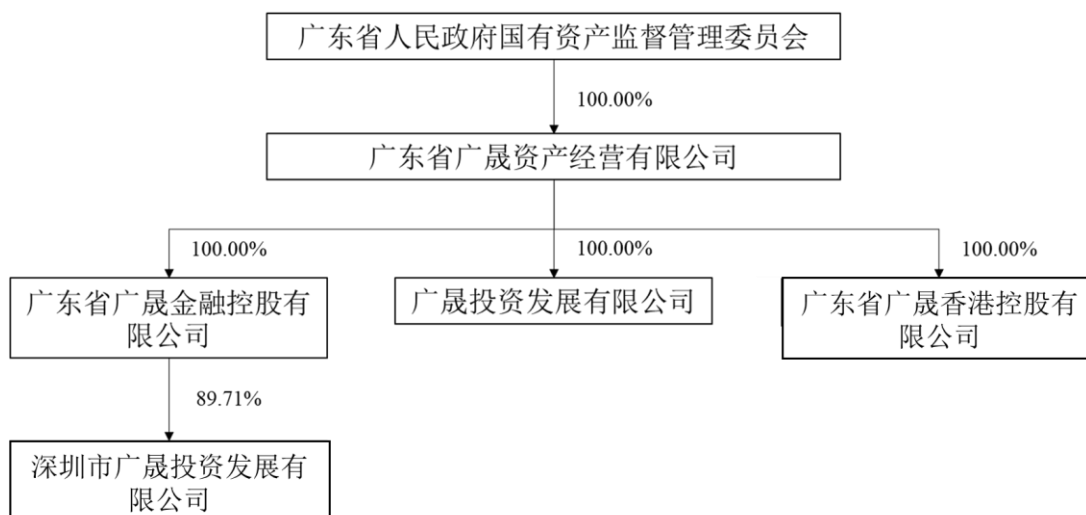 广东省人民政府国有资产监督管理委员会
100.00%
广东省广晟资产经营有限公司
100.00%
100.00%
100.00%
广东省广晟金融控股有
限公司
广晟投资发展有限公司
广东省广晟香港控股有
限公司
89.71%
深圳市广晟投资发展有
限公司